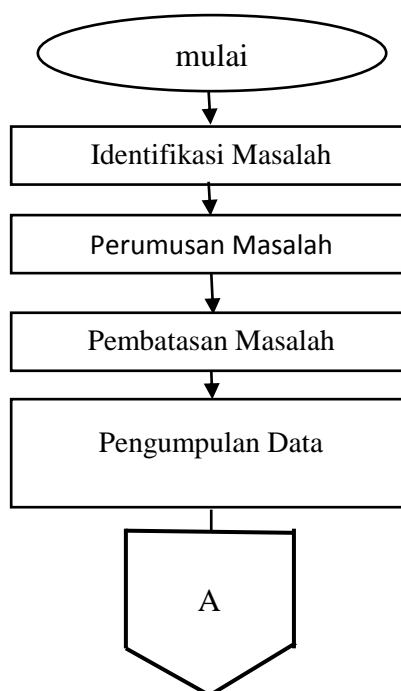 mulai
Identifikasi Masalah
Perumusan Masalah
Pembatasan Masalah
Pengumpulan Data
A